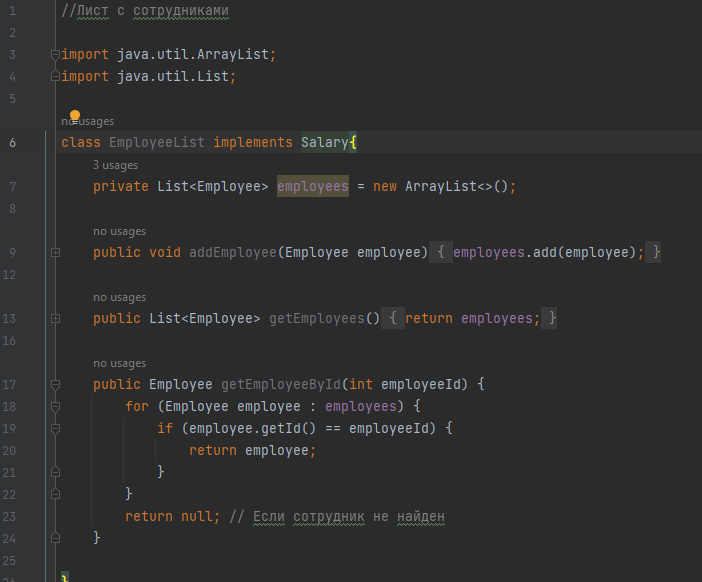 1 //Лист с сотрудниками
2
3 import java.util.ArrayList;
4 import java.util.List;
5
no usages
6 class EmployeeList implements Salary{
3 usages
7 private List<Employee> employees = new ArrayList<>();
8
no usages
9 public void addEmployee(Employee employee) { employees.add(employee); }
12
no usages
13 public List<Employee> getEmployees() { return employees; }
16
no usages
17 public Employee getEmployeeById(int employeeId) {
18 for (Employee employee : employees) {
19 if (employee.getId() == employeeId) {
20 return employee;
21 }
22 }
23 return null; // Если сотрудник не найден
24 }
25
26 }